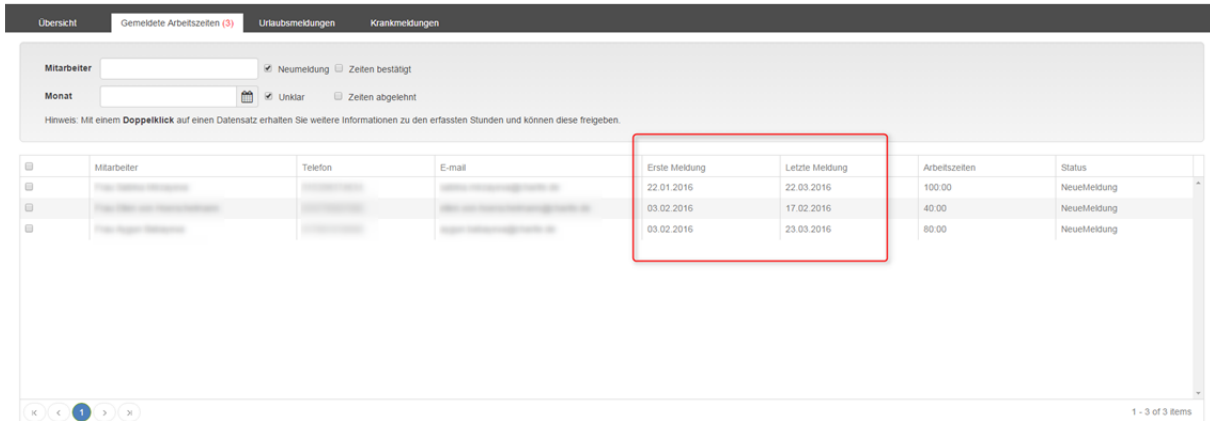 Übersicht Gemeldete Arbeitszeiten (3) Urlaubsmeldungen Krankmeldungen
Mitarbeiter Neumeldung Zeiten bestätigt
Monat Unklar Zeiten abgelehnt
Hinweis: Mit einem Doppelklick auf einen Datensatz erhalten Sie weitere Informationen zu den erfassten Stunden und können diese freigeben.
Mitarbeiter Telefon E-mail Erste Meldung Letzte Meldung Arbeitszeiten Status
22.01.2016 22.03.2016 100:00 NeueMeldung
03.02.2016 17.02.2016 40:00 NeueMeldung
03.02.2016 23.03.2016 80:00 NeueMeldung
1 1 - 3 of 3 items